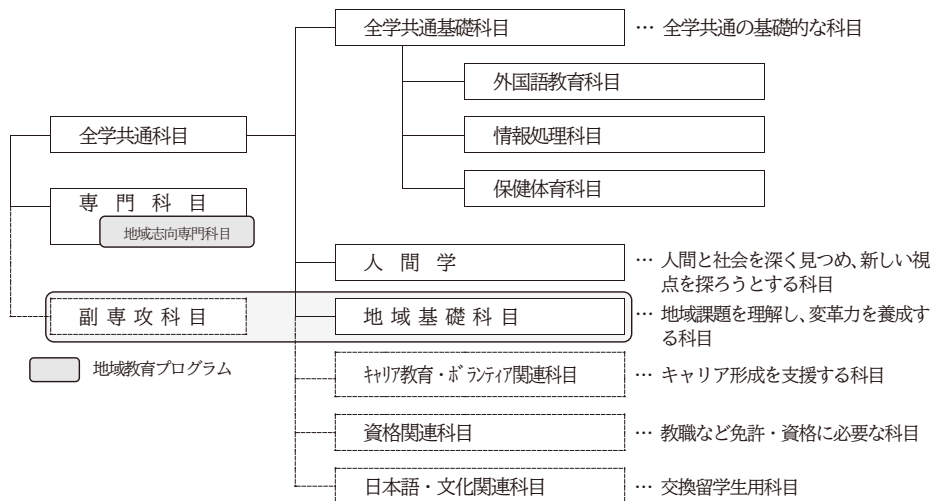 全学共通基礎科目
… 全学共通の基礎的な科目
外国語教育科目
全学共通科目
情報処理科目
保健体育科目
専門科目
地域志向専門科目
人間学
… 人間と社会を深く見つめ、新しい視
点を探ろうとする科目
副専攻科目
地域基礎科目
… 地域課題を理解し、変革力を養成す
る科目
地域教育プログラム
ｷｬﾘｱ教育・ﾎﾞﾗﾝﾃｨｱ関連科目
… キャリア形成を支援する科目
資格関連科目
… 教職など免許・資格に必要な科目
日本語・文化関連科目
… 交換留学生用科目